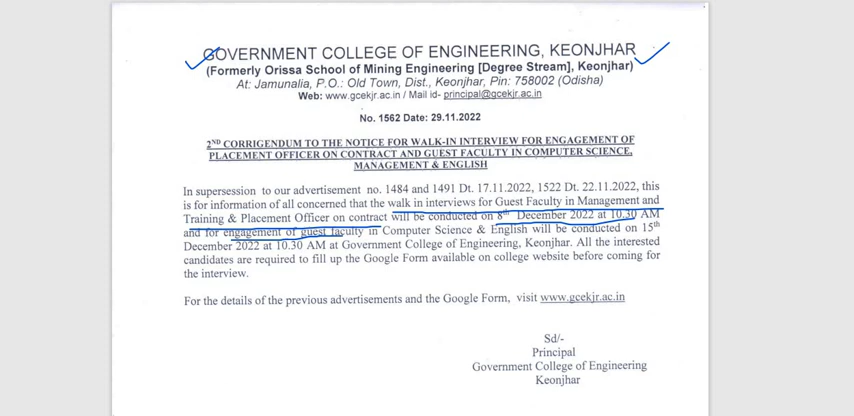 GOVERNMENT COLLEGE OF ENGINEERING, KEONJHAR
(Formerly Orissa School of Mining Engineering [Degree Stream], Keonjhar)
At: Jamunalia, P.O.: Old Town, Dist., Keonjhar, Pin: 758002 (Odisha)
Web: www.gcekjr.ac.in / Mail id- principal@gcekjr.ac.in
No. 1562 Date: 29.11.2022
2ND CORRIGENDUM TO THE NOTICE FOR WALK-IN INTERVIEW FOR ENGAGEMENT OF
PLACEMENT OFFICER ON CONTRACT AND GUEST FACULTY IN COMPUTER SCIENCE,
MANAGEMENT & ENGLISH
In supersession to our advertisement no. 1484 and 1491 Dt. 17.11.2022, 1522 Dt. 22.11.2022, this
is for information of all concerned that the walk in interviews for Guest Faculty in Management and
Training & Placement Officer on contract will be conducted on 8th December 2022 at 10.30 AM
and for engagement of guest faculty in Computer Science & English will be conducted on 15th
December 2022 at 10.30 AM at Government College of Engineering, Keonjhar. All the interested
candidates are required to fill up the Google Form available on college website before coming for
the interview.
For the details of the previous advertisements and the Google Form, visit www.gcekjr.ac.in
Sd/-
Principal
Government College of Engineering
Keonjhar